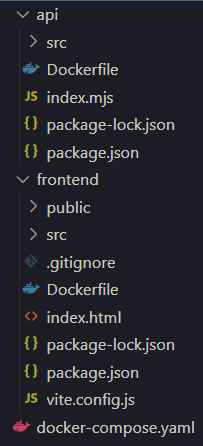 api
src
Dockerfile
index.mjs
package-lock.json
package.json
frontend
public
src
.gitignore
Dockerfile
index.html
package-lock.json
package.json
vite.config.js
docker-compose.yaml